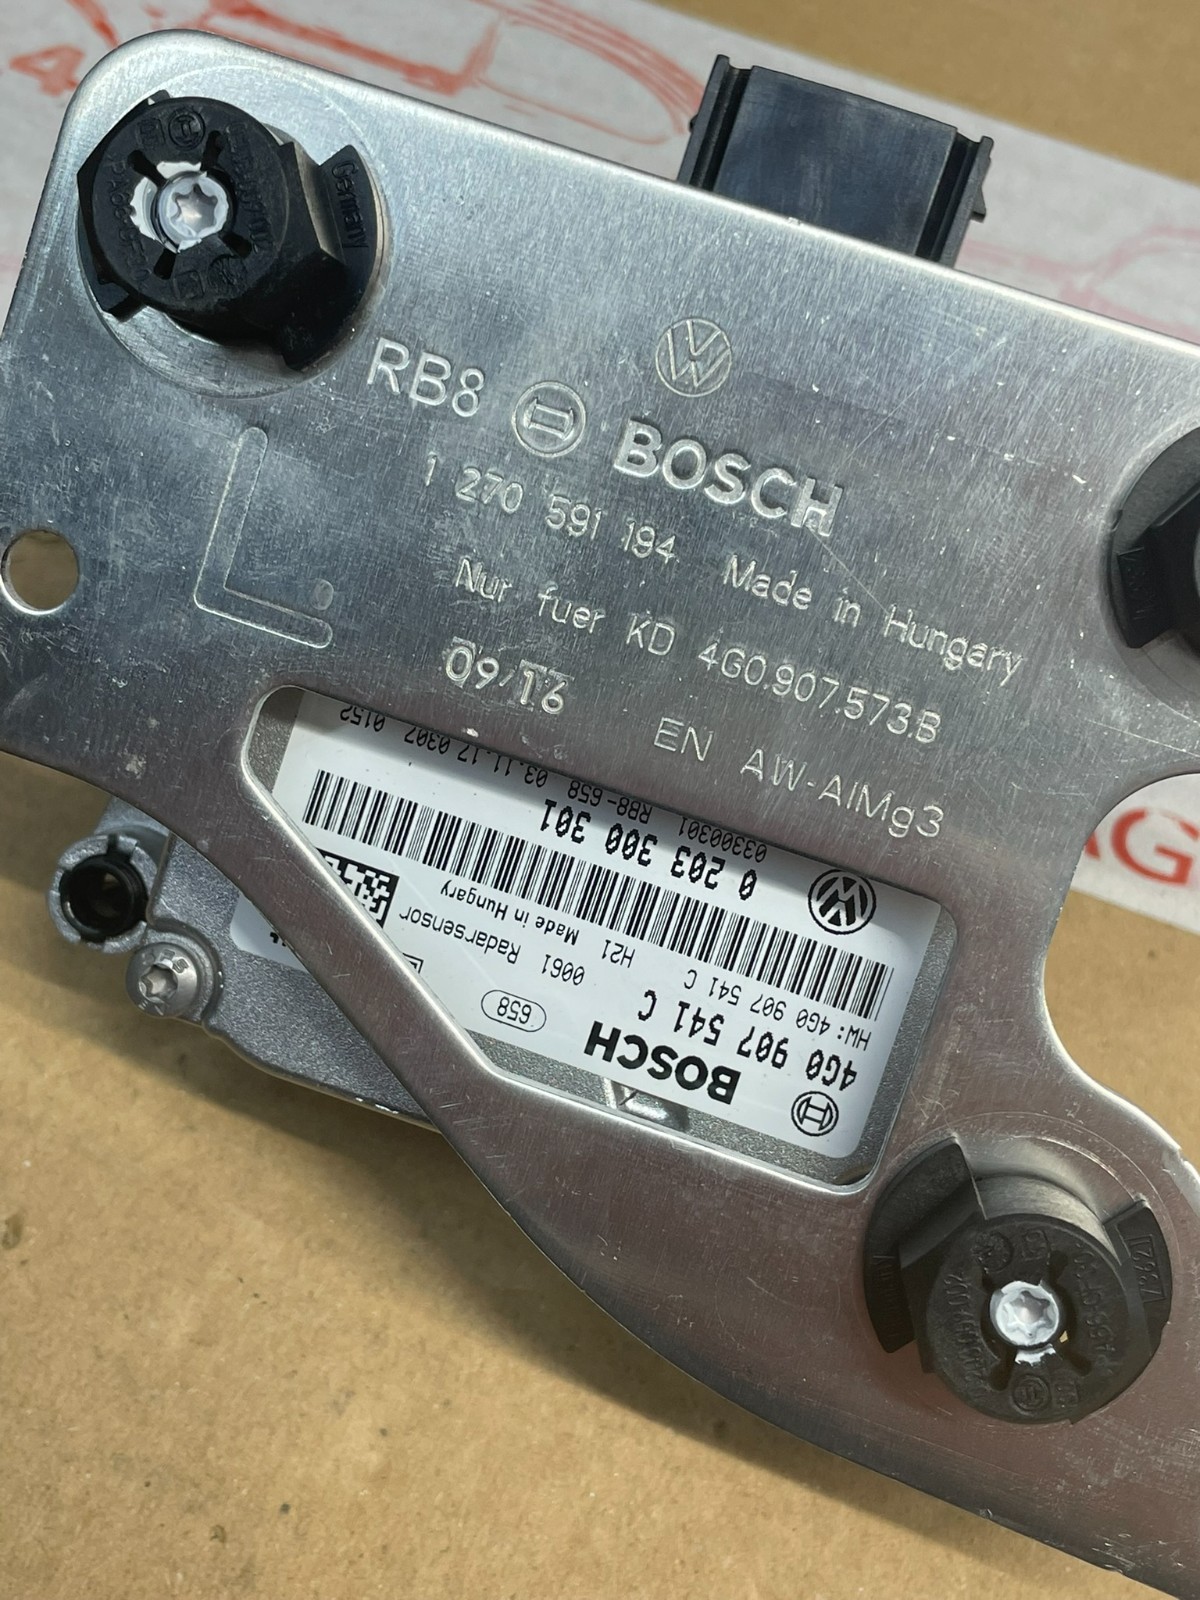 RB8 BOSCH
1 270 591 194 Made in Hungary
Nur fuer KD 4G0.907.573.B
09/16
EN AW-AlMg3
L
Germany
BOSCH
4G0 907 541 C
HW: 4G0 907 541 C
658
0061 Radarsensor
H21 Made in Hungary
0 203 300 301
03300301 RB8-658 03.11.17 0307 0152